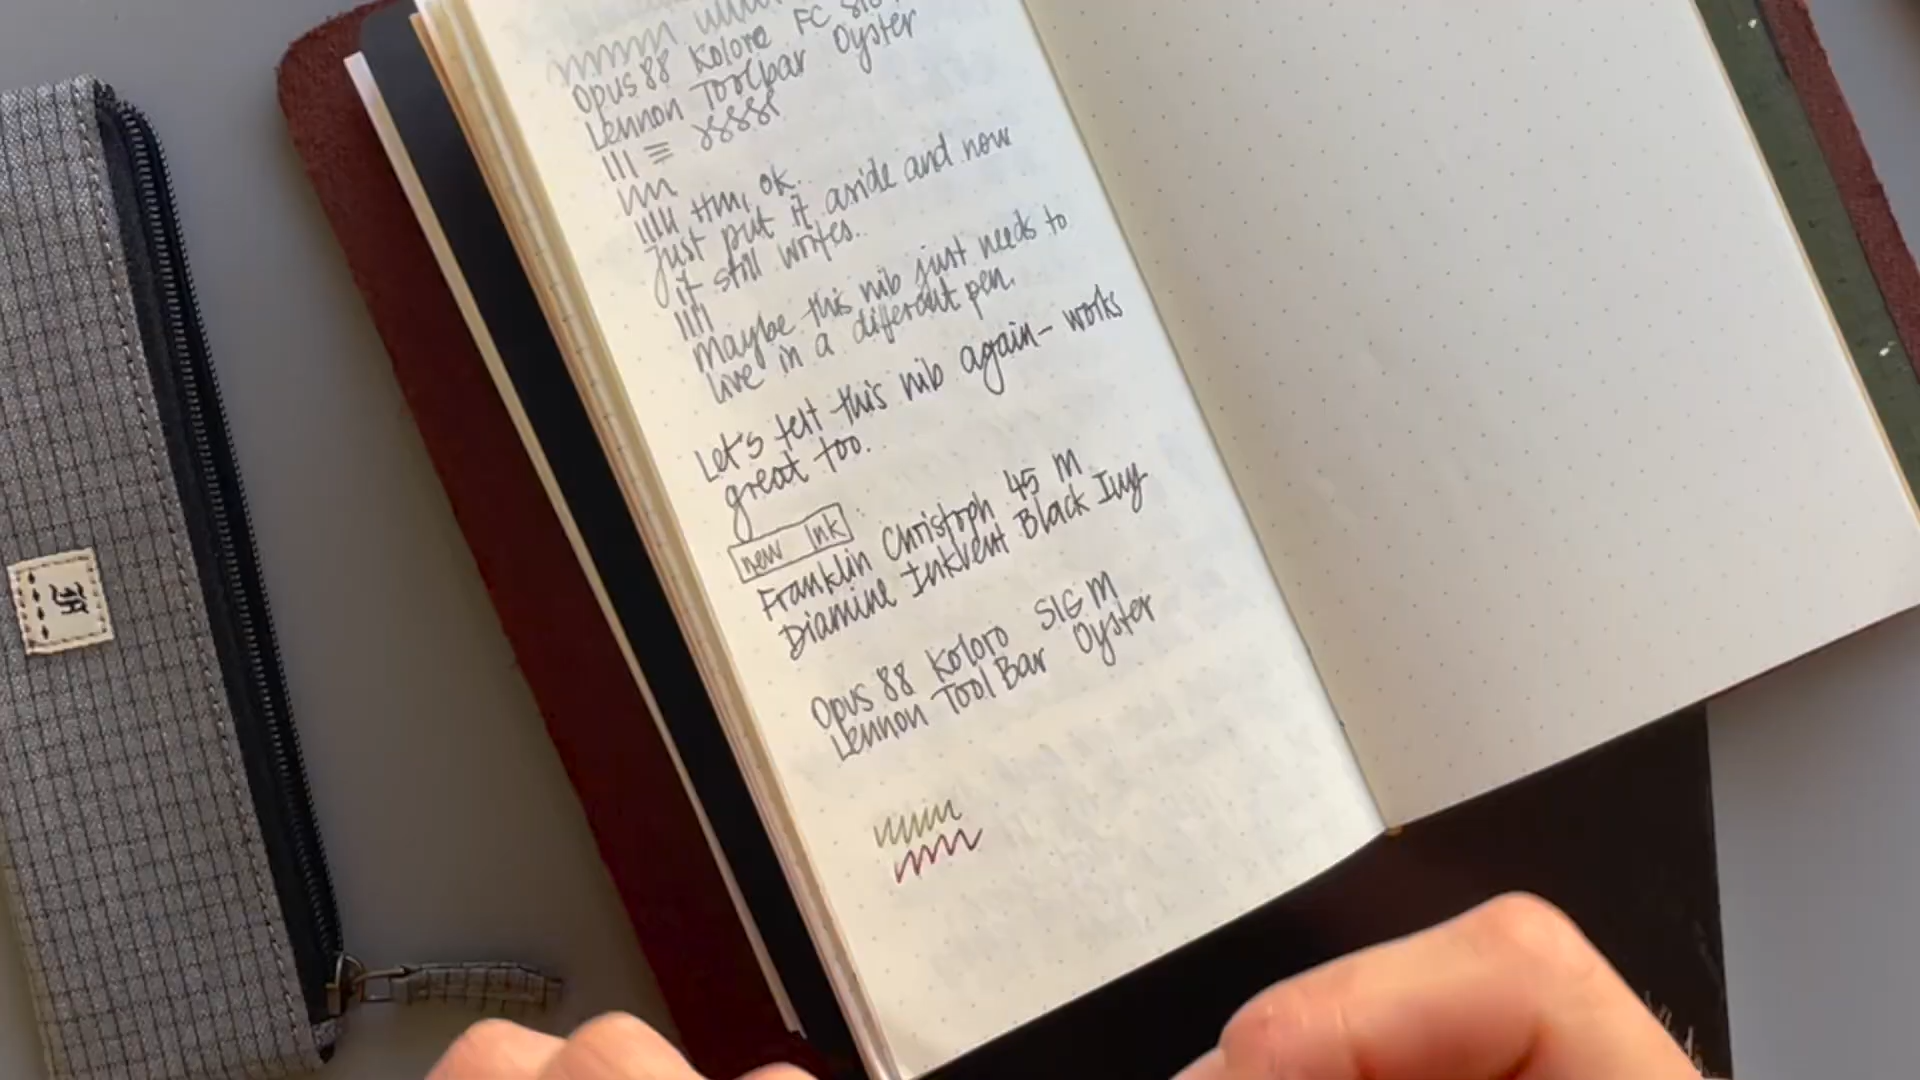 Opus 88 Koloro FC SIG
Lennon Toolbar Oyster
Hm, ok.
Just put it aside and now
it still writes..
Maybe this nib just needs to
live in a different pen.
Let's test this nib again - works
great too.
new Ink
Franklin Christoph 45 M
Diamine Inkvent Black Ivy
Opus 88 Koloro SIG M
Lennon Tool Bar Oyster